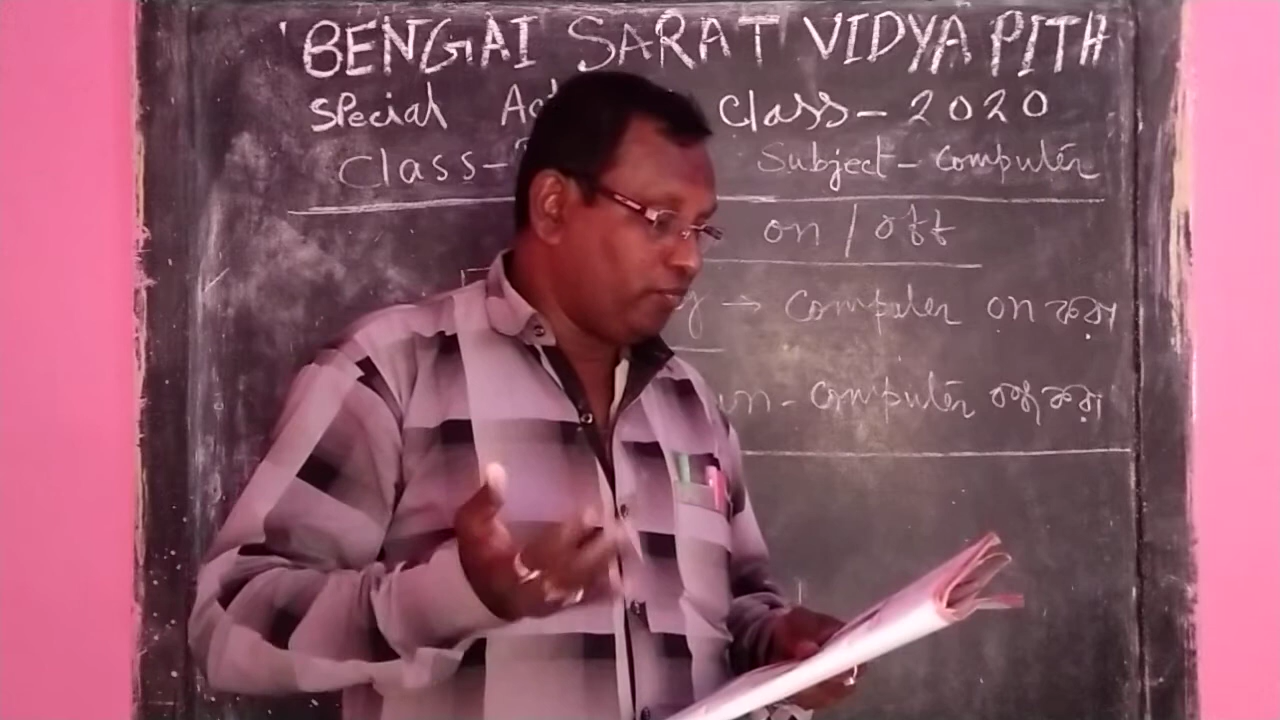 BENGAI SARAT VIDYA PITH
Special Class-2020
Class- Subject-Computer
on / off
→ Computer on করা
- Computer বন্ধ করা